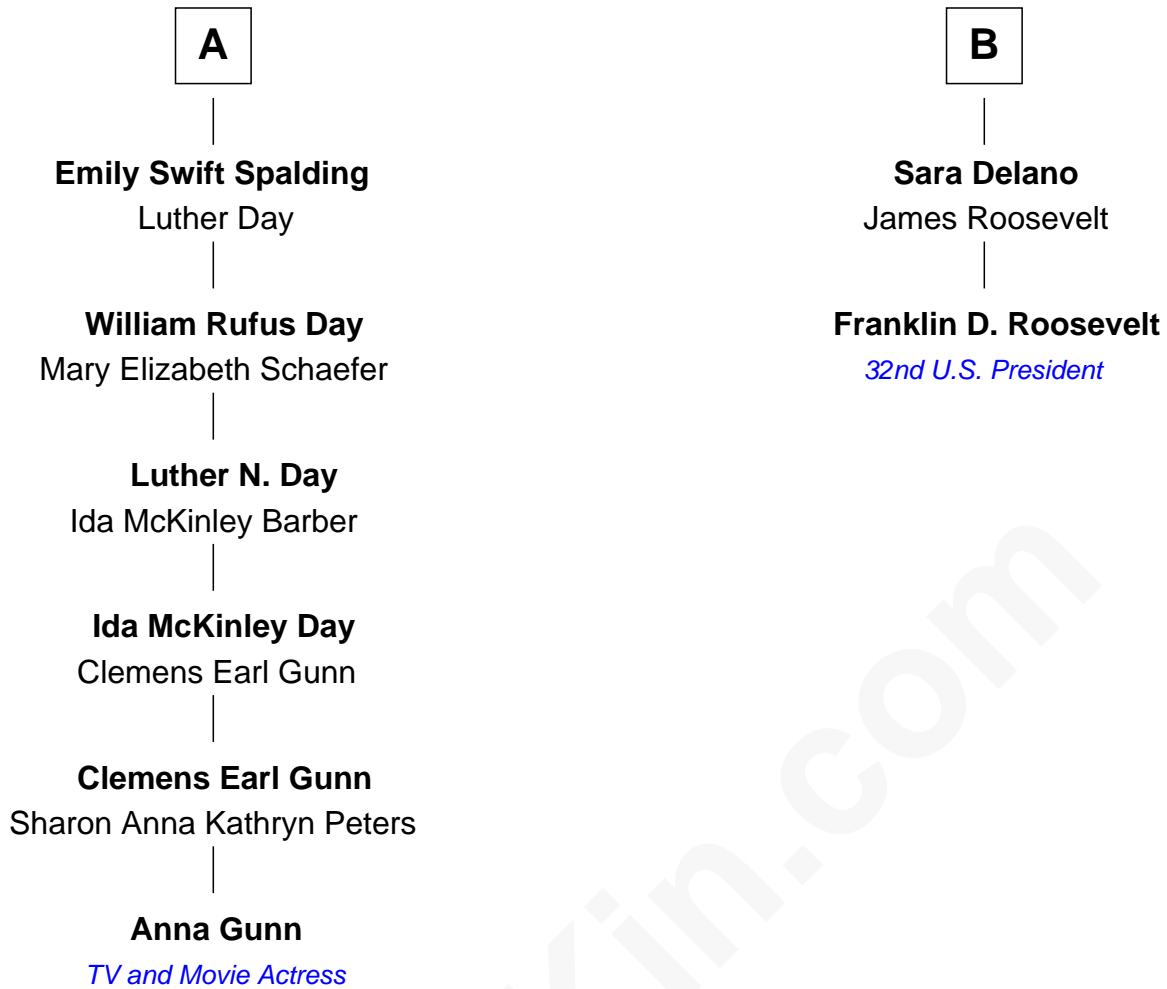 A
Emily Swift Spalding
Luther Day
William Rufus Day
Mary Elizabeth Schaefer
Luther N. Day
Ida McKinley Barber
Ida McKinley Day
Clemens Earl Gunn
Clemens Earl Gunn
Sharon Anna Kathryn Peters
Anna Gunn
TV and Movie Actress
B
Sara Delano
James Roosevelt
Franklin D. Roosevelt
32nd U.S. President
Kin.com